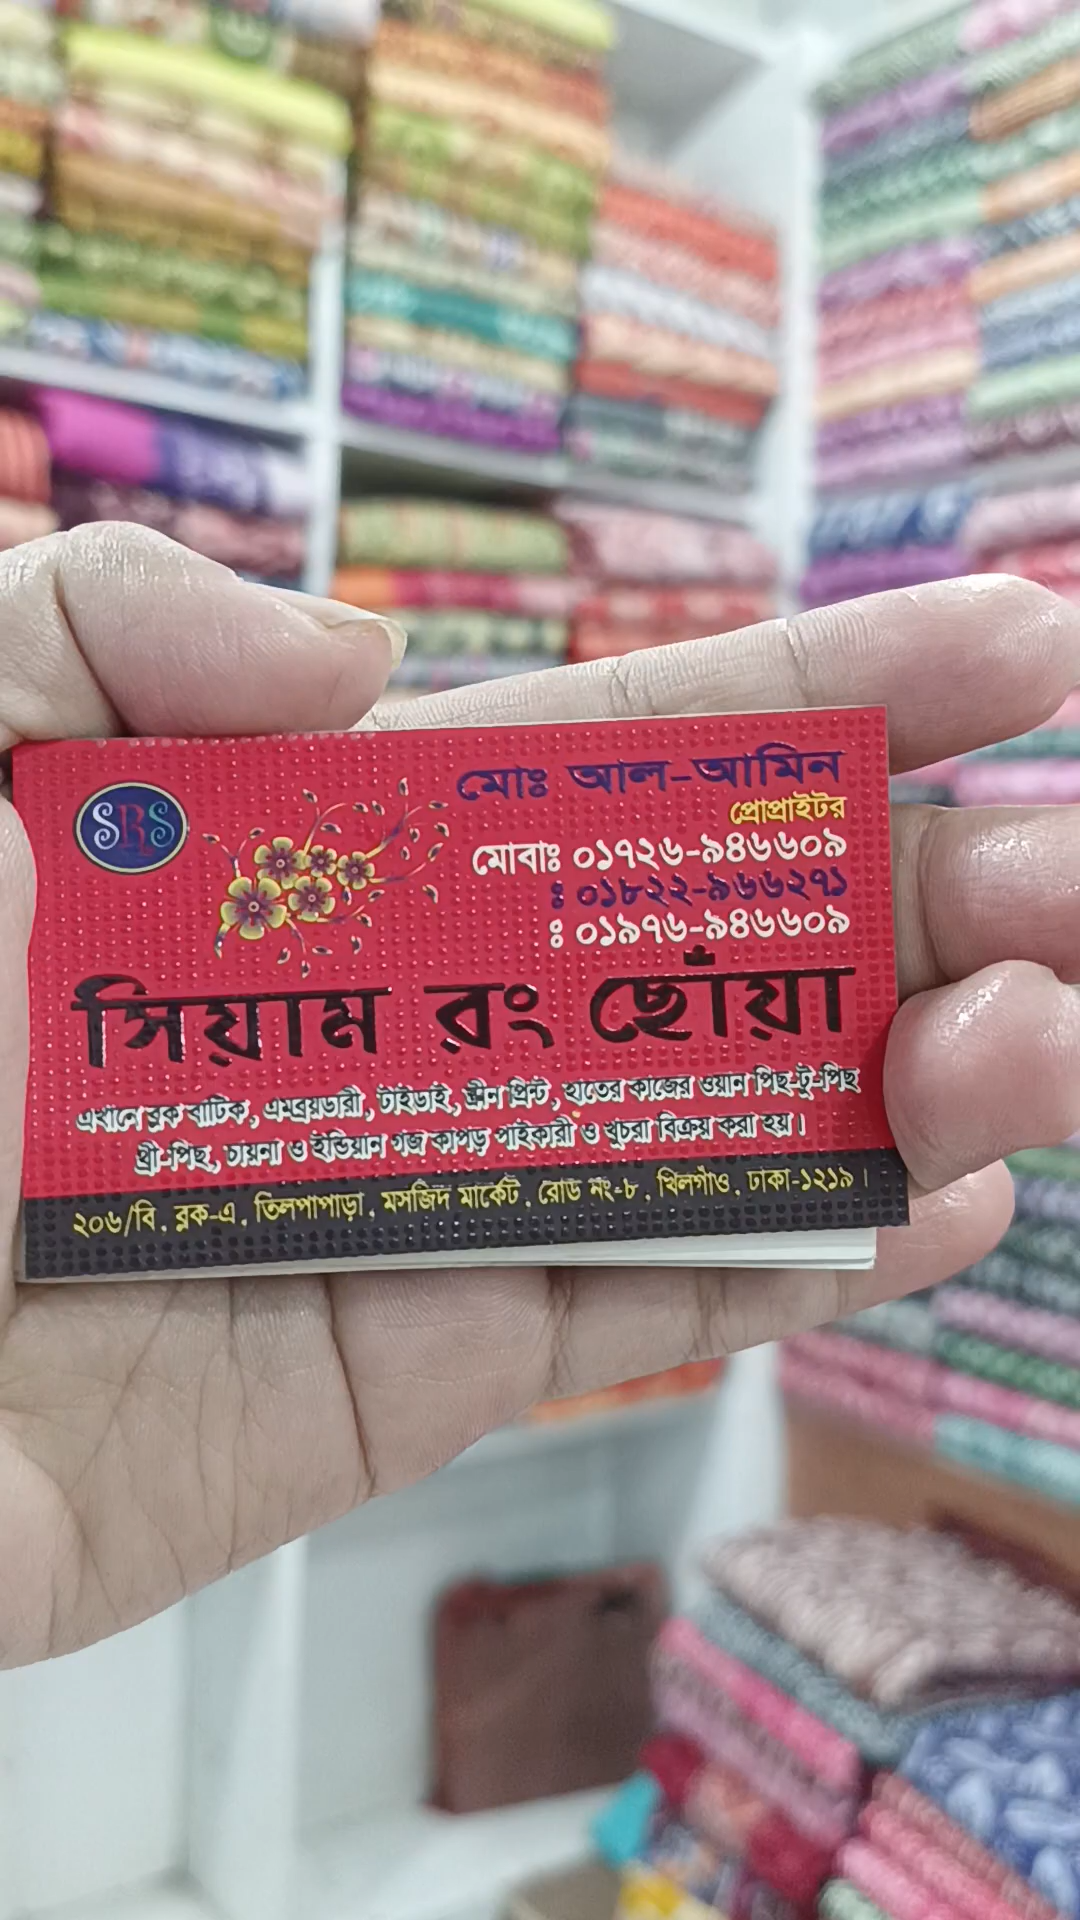 SRS
মোঃ আল-আমিন
প্রোপ্রাইটর
মোবাঃ ০১৭২৬-৯৪৬৬০৯
: ০১৮২২-৯৬৬২৭১
: ০১৯৭৬-৯৪৬৬০৯
সিয়াম রং ছোঁয়া
এখানে ব্লক বাটিক, এমব্রয়ডারী, টাইডাই, স্ক্রীন প্রিন্ট, হাতের কাজের ওয়ান পিছ-টু-পিছ
থ্রী-পিছ, চায়না ও ইন্ডিয়ান গজ কাপড় পাইকারী ও খুচরা বিক্রয় করা হয়।
২০৬/বি, ব্লক-এ, তিলপাপাড়া, মসজিদ মার্কেট, রোড নং-৮, খিলগাঁও, ঢাকা-১২১৯।